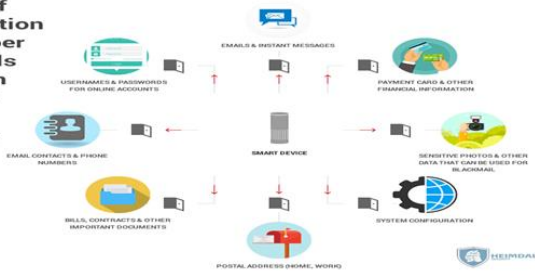 f
tion
er
ls
n
EMAILS & INSTANT MESSAGES
USERNAMES & PASSWORDS
FOR ONLINE ACCOUNTS
PAYMENT CARD & OTHER
FINANCIAL INFORMATION
EMAIL CONTACTS & PHONE
NUMBERS
SMART DEVICE
SENSITIVE PHOTOS & OTHER
DATA THAT CAN BE USED FOR
BLACKMAIL
BILLS, CONTRACTS & OTHER
IMPORTANT DOCUMENTS
SYSTEM CONFIGURATION
POSTAL ADDRESS (HOME, WORK)
HEIMDAL